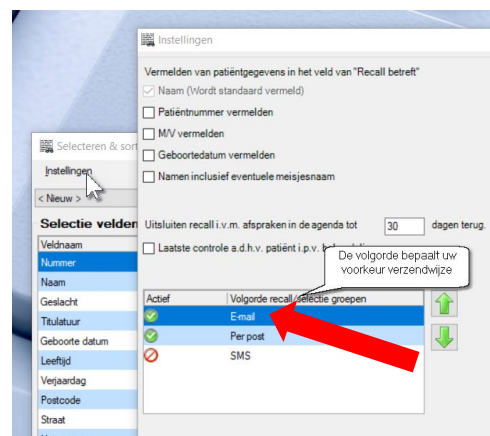 Instellingen
Vermelden van patiëntgegevens in het veld van "Recall betreft"
Naam (Wordt standaard vermeld)
Patiëntnummer vermelden
M/V vermelden
Geboortedatum vermelden
Namen inclusief eventuele meisjesnaam
Uitsluiten recall i.v.m. afspraken in de agenda tot 30 dagen terug.
Laatste controle a.d.h.v. patiënt i.p.v.
De volgorde bepaalt uw
voorkeur verzendwijze
Actief Volgorde recall/selectie groepen
E-mail
Per post
SMS
Selecteren & sort
Instellingen
< Nieuw >
Selectie velden
Veldnaam
Nummer
Naam
Geslacht
Titulatuur
Geboorte datum
Leeftijd
Verjaardag
Postcode
Straat